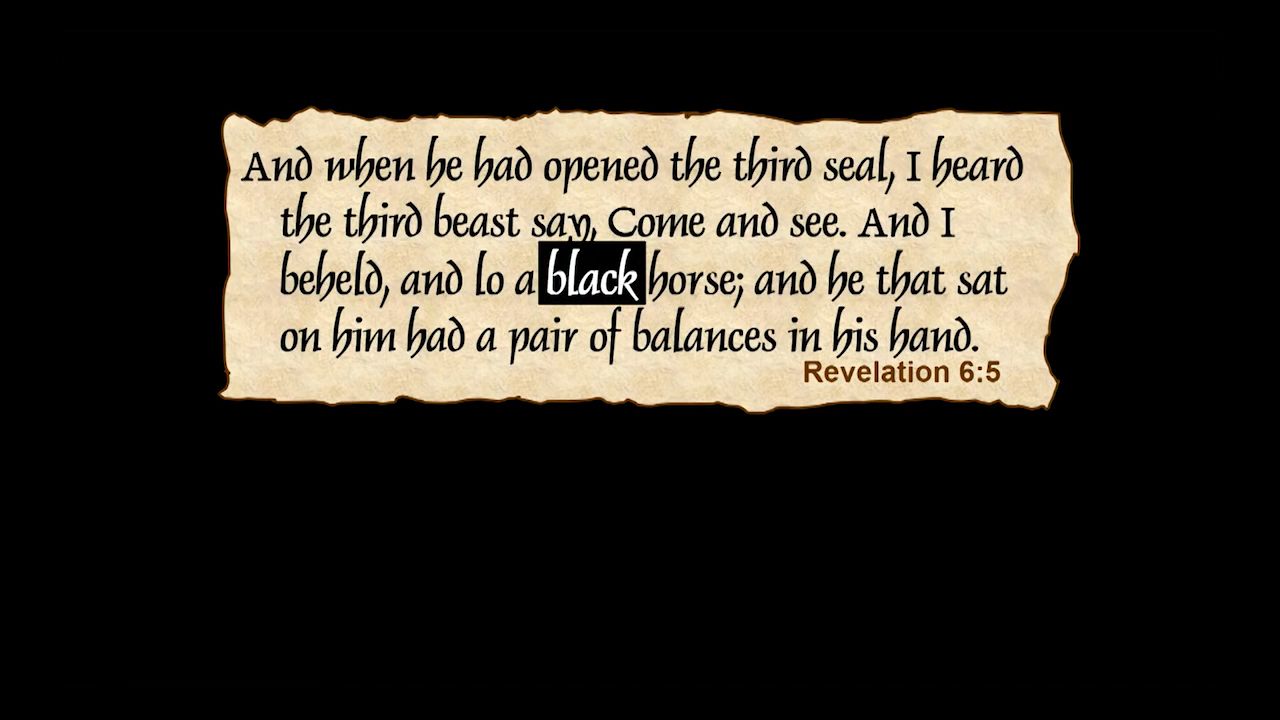 And when he had opened the third seal, I heard
the third beast say, Come and see. And I
beheld, and lo a black horse; and he that sat
on him had a pair of balances in his hand.
Revelation 6:5